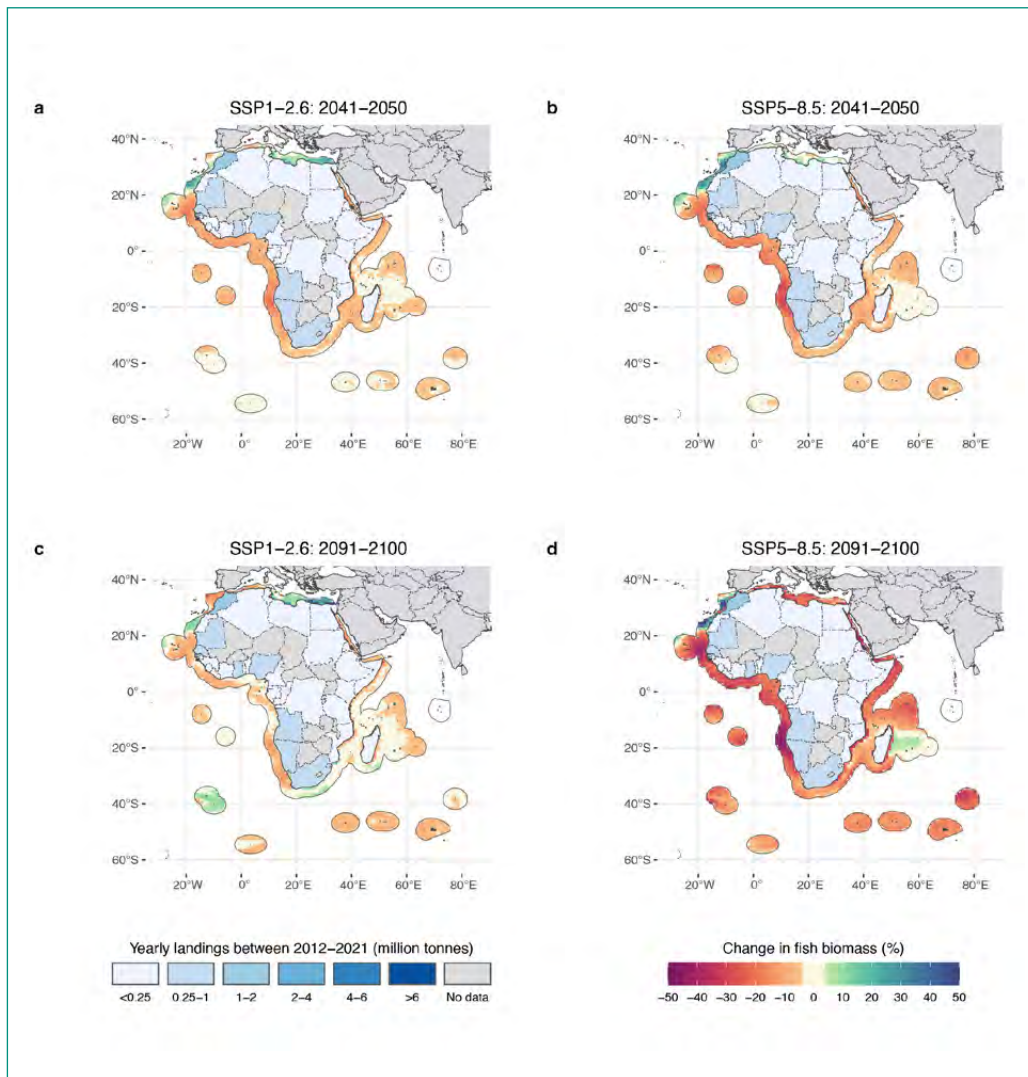 a
SSP1–2.6: 2041–2050
40°N
20°N
0°
20°S
40°S
60°S
20°W 0° 20°E 40°E 60°E 80°E
b
SSP5–8.5: 2041–2050
40°N
20°N
0°
20°S
40°S
60°S
20°W 0° 20°E 40°E 60°E 80°E
c
SSP1–2.6: 2091–2100
40°N
20°N
0°
20°S
40°S
60°S
20°W 0° 20°E 40°E 60°E 80°E
d
SSP5–8.5: 2091–2100
40°N
20°N
0°
20°S
40°S
60°S
20°W 0° 20°E 40°E 60°E 80°E
Yearly landings between 2012–2021 (million tonnes)
<0.25 0.25–1 1–2 2–4 4–6 >6 No data
Change in fish biomass (%)
−50 −40 −30 −20 −10 0 10 20 30 40 50